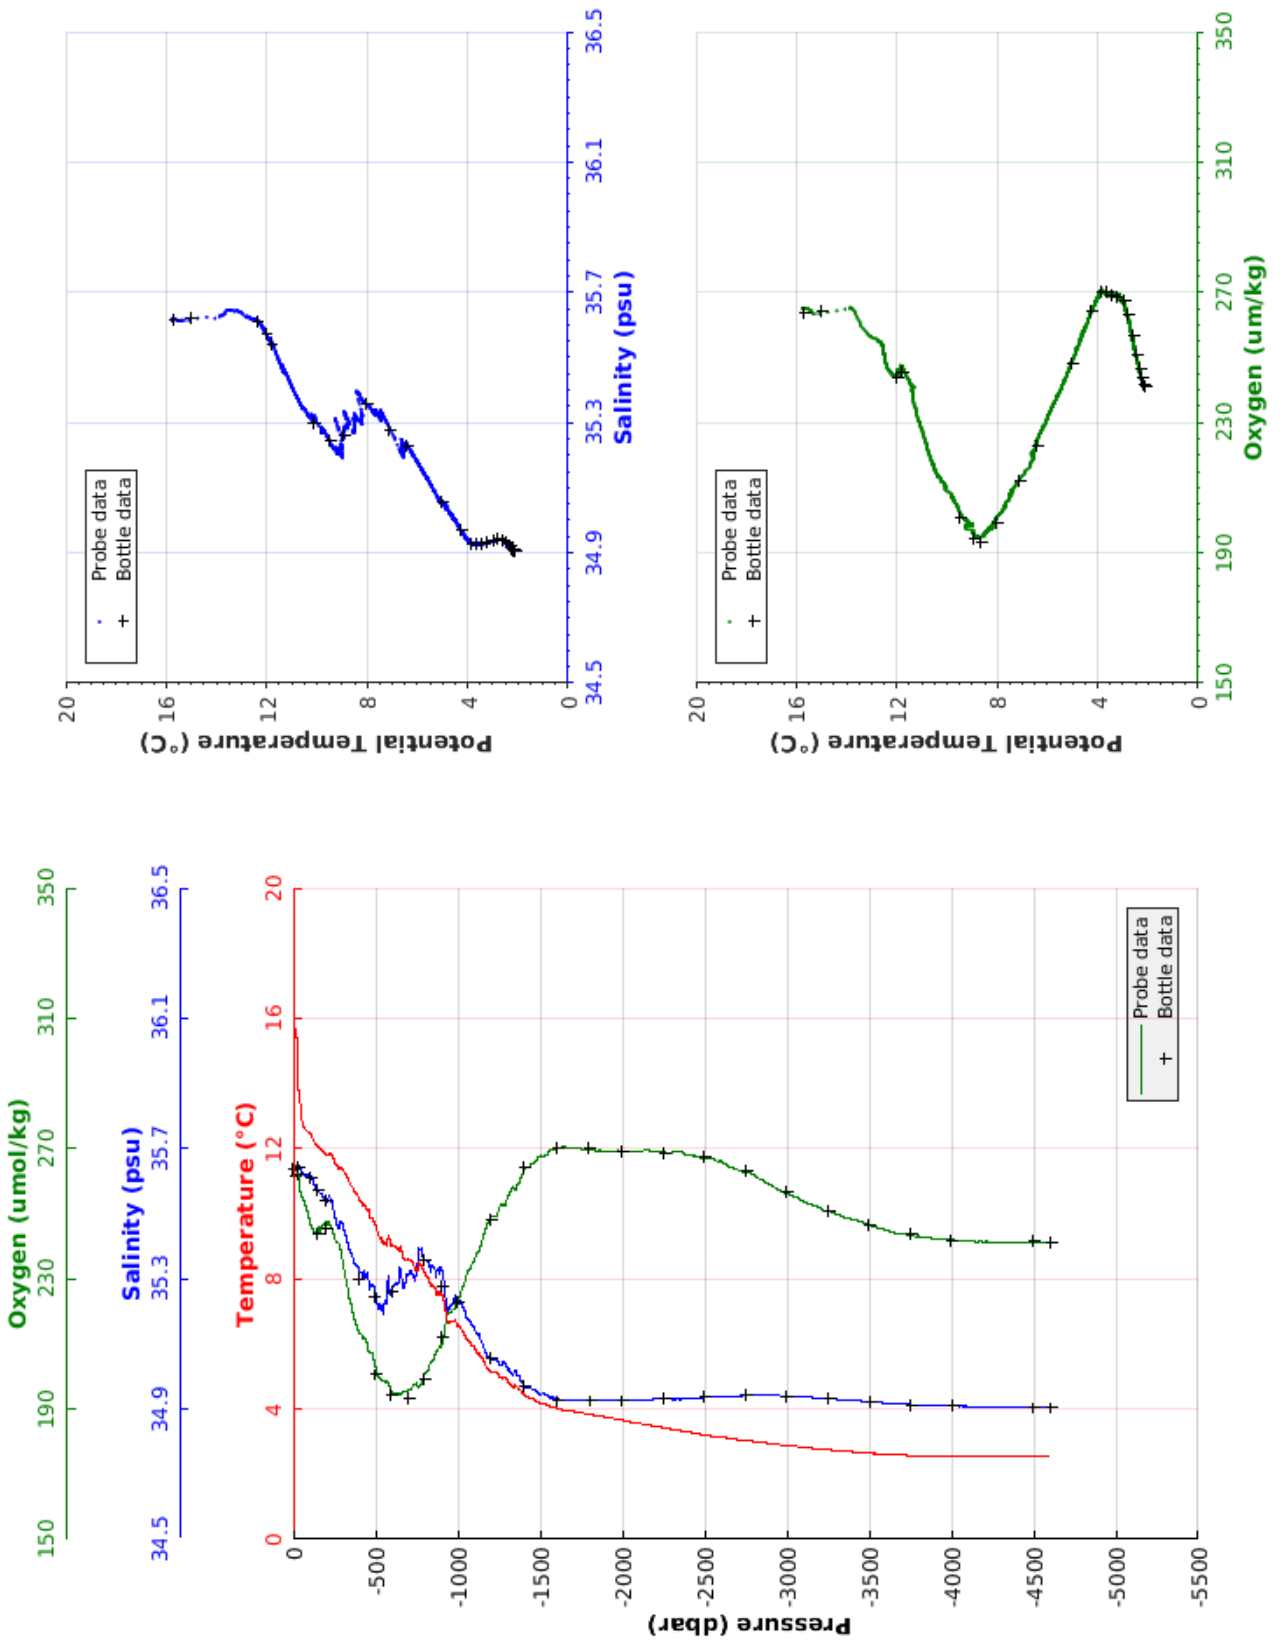 Oxygen (umol/kg)
150 190 230 270 310 350
Salinity (psu)
34.5 34.9 35.3 35.7 36.1 36.5
Temperature (°C)
0 4 8 12 16 20
0
-500
-1000
-1500
-2000
-2500
-3000
-3500
-4000
-4500
-5000
-5500
Pressure (dbar)
Probe data
Bottle data
20
16
12
8
4
0
Potential Temperature (°C)
Probe data
Bottle data
34.5 34.9 35.3 35.7 36.1 36.5
Salinity (psu)
20
16
12
8
4
0
Potential Temperature (°C)
Probe data
Bottle data
150 190 230 270 310 350
Oxygen (um/kg)